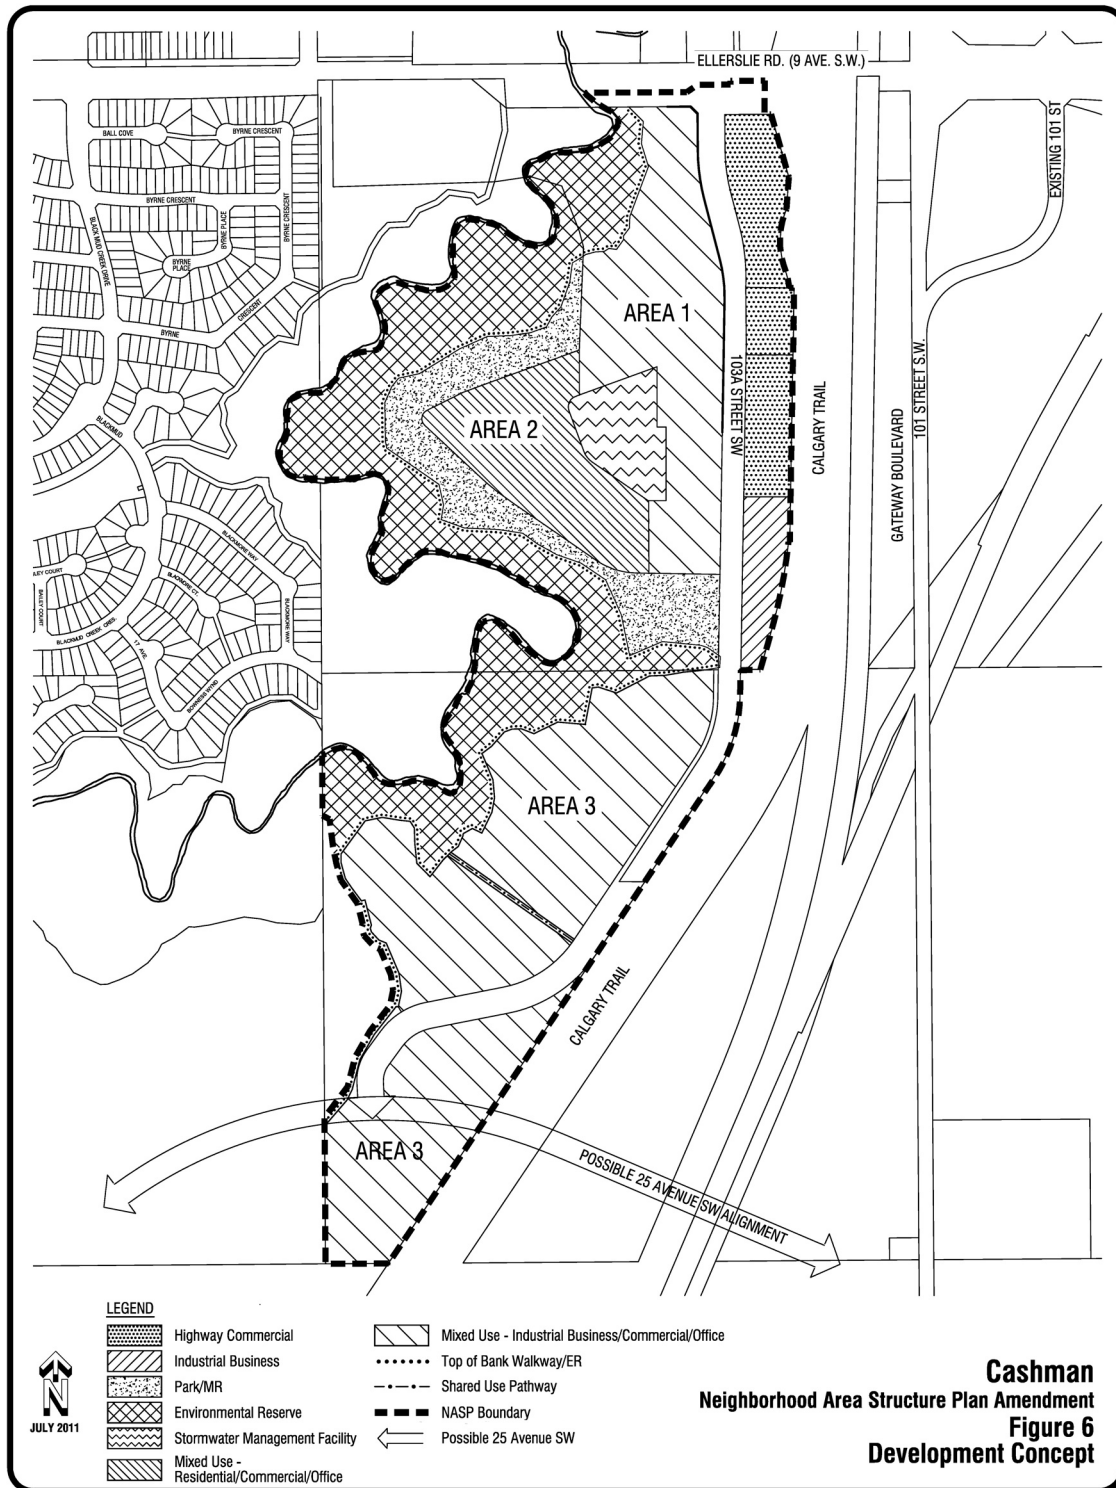 ELLERSLIE RD. (9 AVE. S.W.)
BALL COVE
BYRNE CRESCENT
EXISTING 101 ST
BYRNE CRESCENT
BYRNE PLACE
BYRNE CRESCENT
BLACK MUD CREEK DRIVE
BYRNE
PLACE
BYRNE
CRESCENT
AREA 1
103A STREET SW
CALGARY TRAIL
GATEWAY BOULEVARD
101 STREET S.W.
BLACKMUD
AREA 2
BLACKMORE WAY
BLACKMORE CT.
BAILEY COURT
BLACKMUD CREEK CRES.
17 AVE.
BLACKMORE WAY
BOWNESS WYND
AREA 3
CALGARY TRAIL
AREA 3
POSSIBLE 25 AVENUE SW ALIGNMENT
LEGEND
Highway Commercial
Industrial Business
Park/MR
Environmental Reserve
Stormwater Management Facility
Mixed Use -
Residential/Commercial/Office
Mixed Use - Industrial Business/Commercial/Office
Top of Bank Walkway/ER
Shared Use Pathway
NASP Boundary
Possible 25 Avenue SW
N
JULY 2011
Cashman
Neighborhood Area Structure Plan Amendment
Figure 6
Development Concept